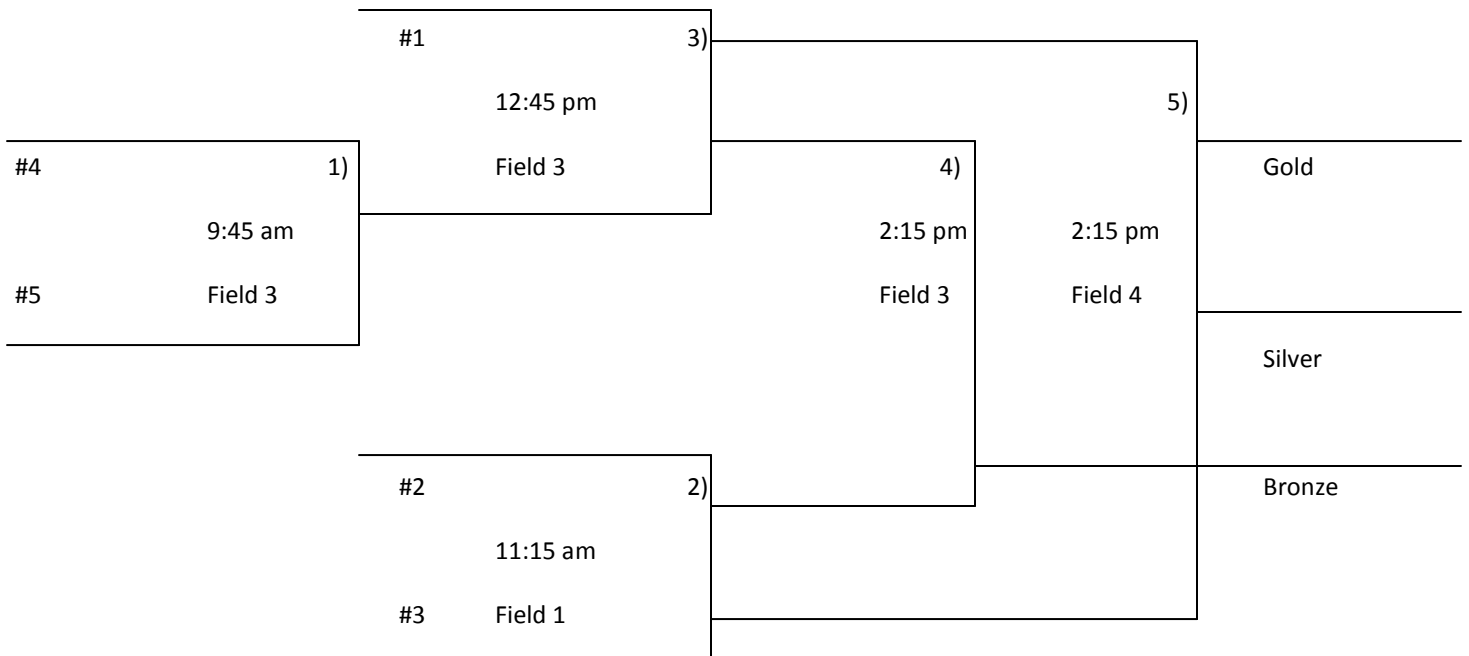 #1 3)
12:45 pm 5)
#4 1) Field 3 4) Gold
9:45 am 2:15 pm 2:15 pm
#5 Field 3 Field 3 Field 4
Silver
#2 2) Bronze
11:15 am
#3 Field 1